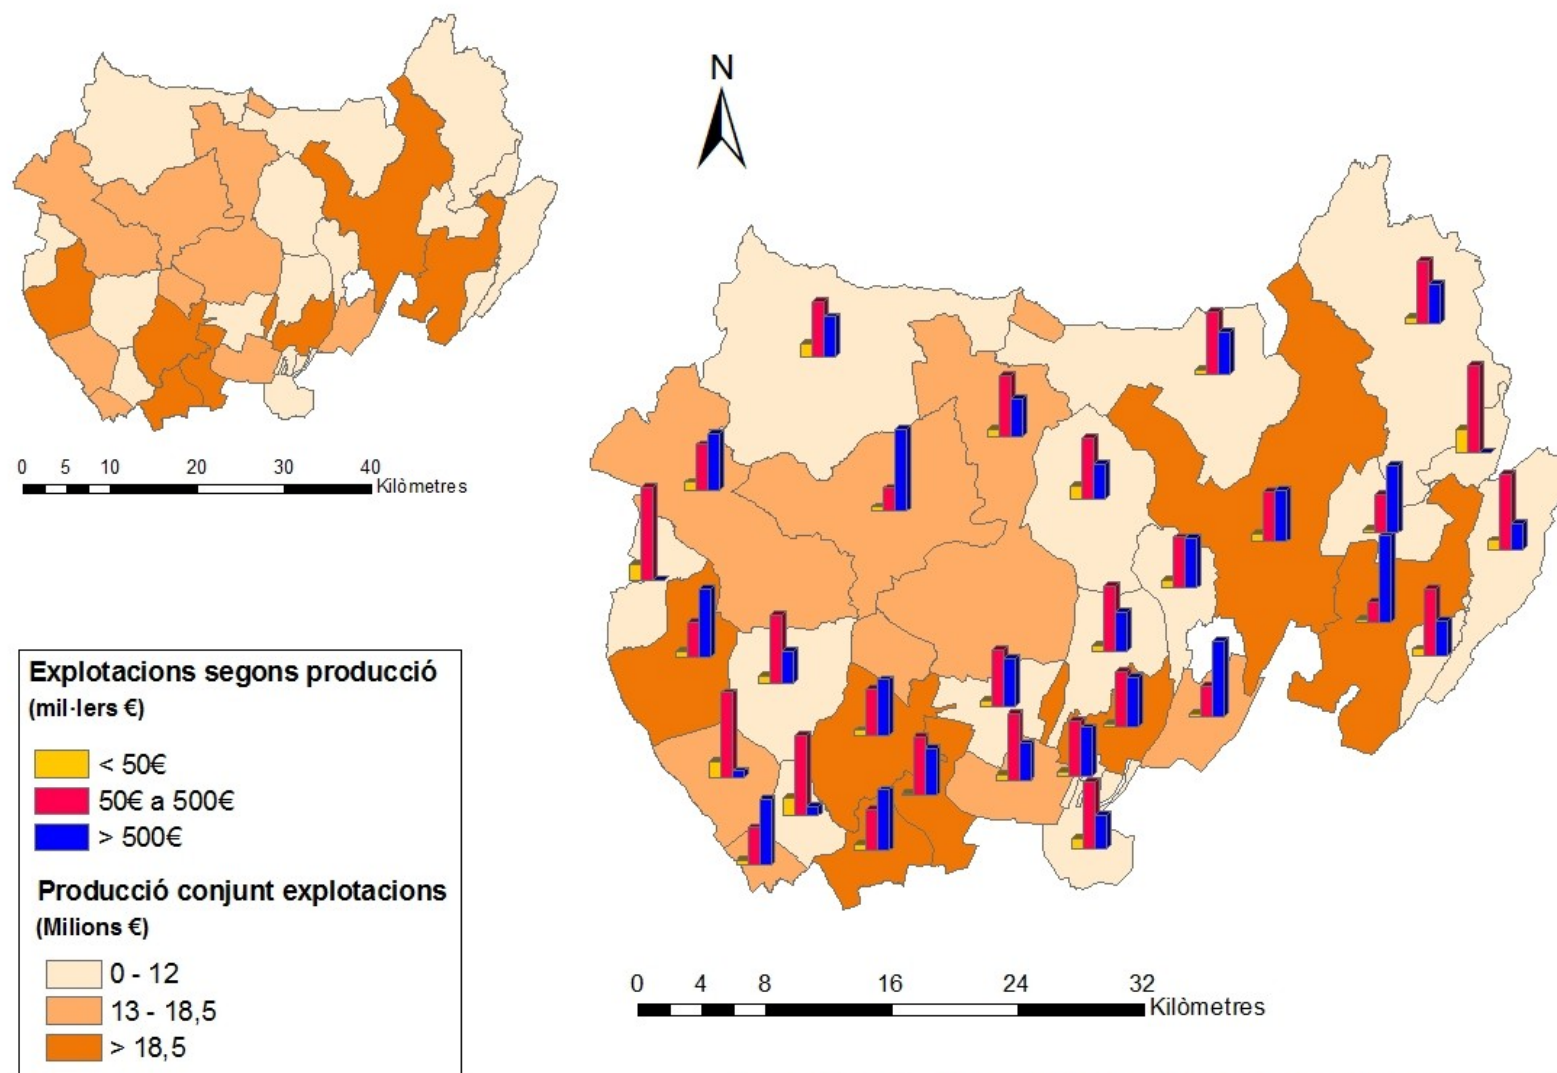 N
0 5 10 20 30 40
Kilòmetres
Explotacions segons producció
(mil·lers €)
< 50€
50€ a 500€
> 500€
Producció conjunt explotacions
(Milions €)
0 - 12
13 - 18,5
> 18,5
0 4 8 16 24 32
Kilòmetres